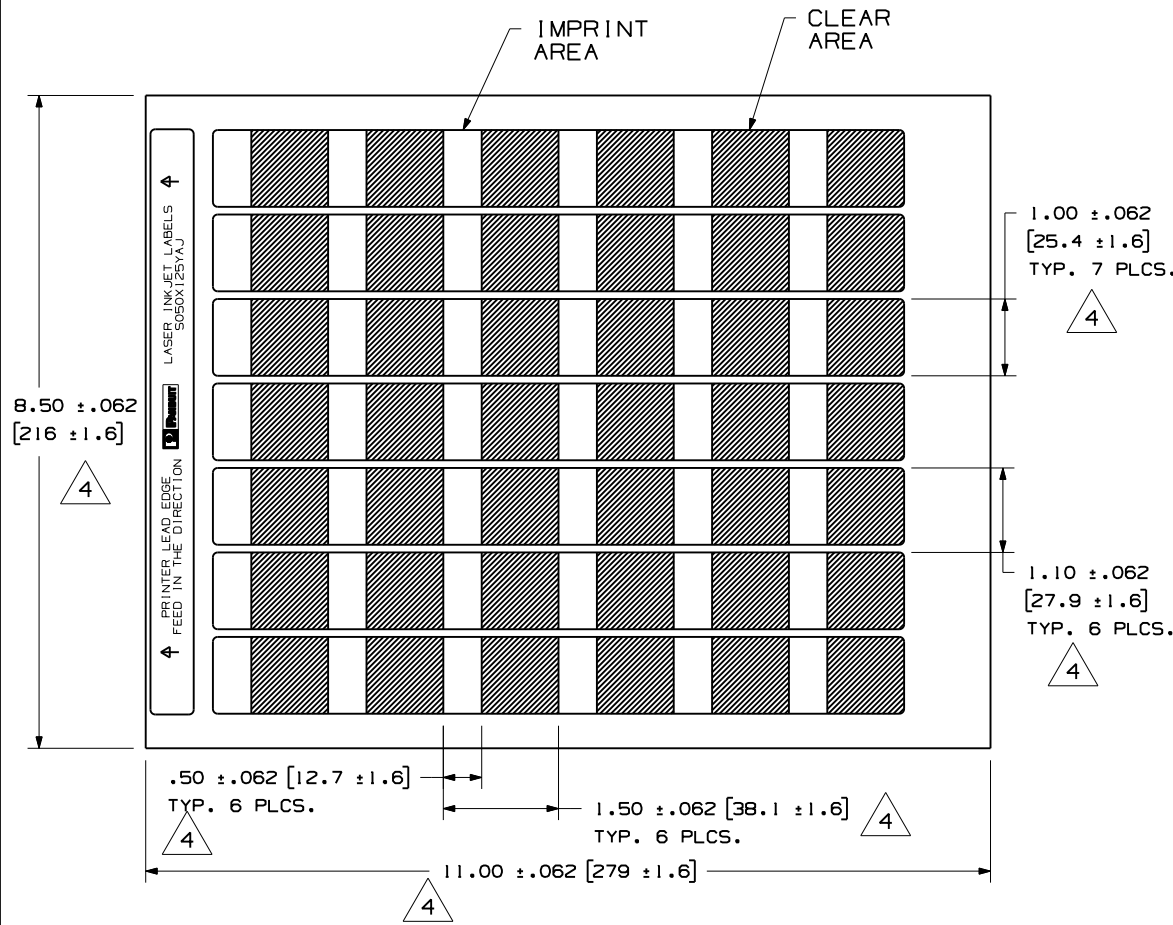 IMPRINT
AREA
CLEAR
AREA
1.00 ±.062
[25.4 ±1.6]
TYP. 7 PLCS.
4
8.50 ±.062
[216 ±1.6]
4
LASER INKJET LABELS
S050X125YAJ
PANDUIT
PRINTER LEAD EDGE
FEED IN THE DIRECTION
1.10 ±.062
[27.9 ±1.6]
TYP. 6 PLCS.
4
.50 ±.062 [12.7 ±1.6]
TYP. 6 PLCS.
4
1.50 ±.062 [38.1 ±1.6]
TYP. 6 PLCS.
4
11.00 ±.062 [279 ±1.6]
4